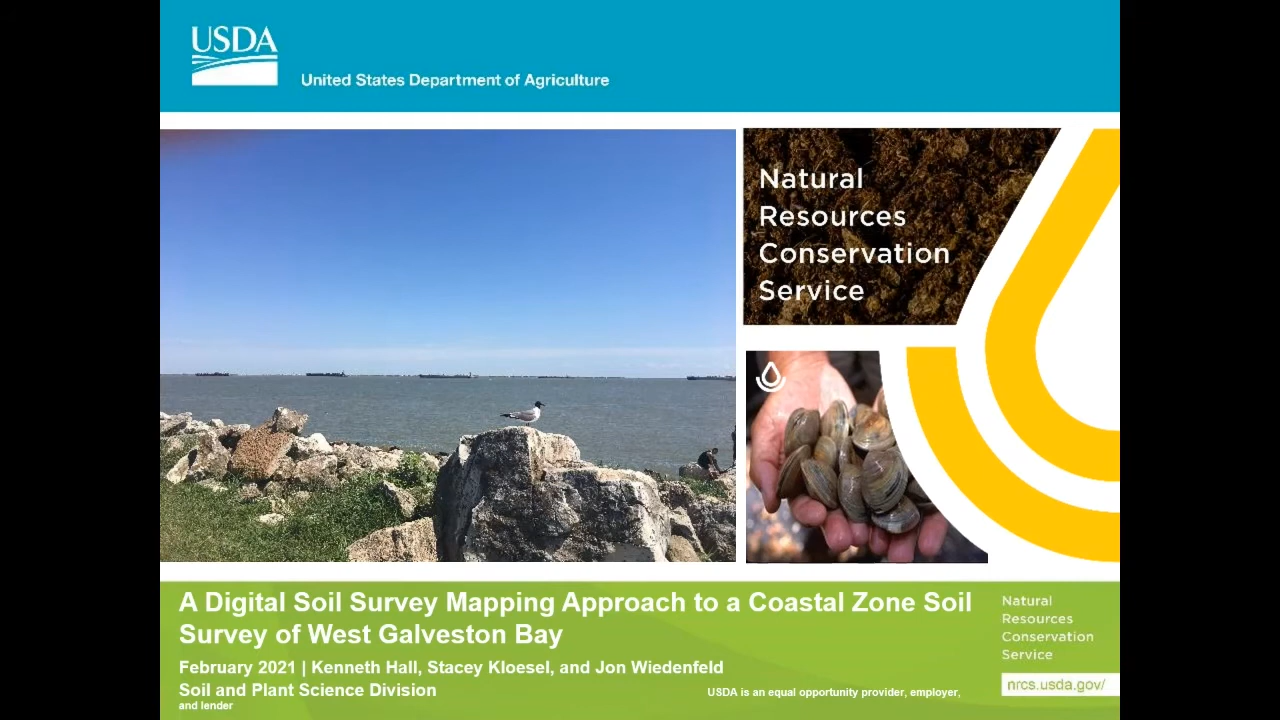 USDA
United States Department of Agriculture
Natural
Resources
Conservation
Service
A Digital Soil Survey Mapping Approach to a Coastal Zone Soil
Survey of West Galveston Bay
February 2021 | Kenneth Hall, Stacey Kloesel, and Jon Wiedenfeld
Soil and Plant Science Division
USDA is an equal opportunity provider, employer,
and lender
Natural
Resources
Conservation
Service
nrcs.usda.gov/